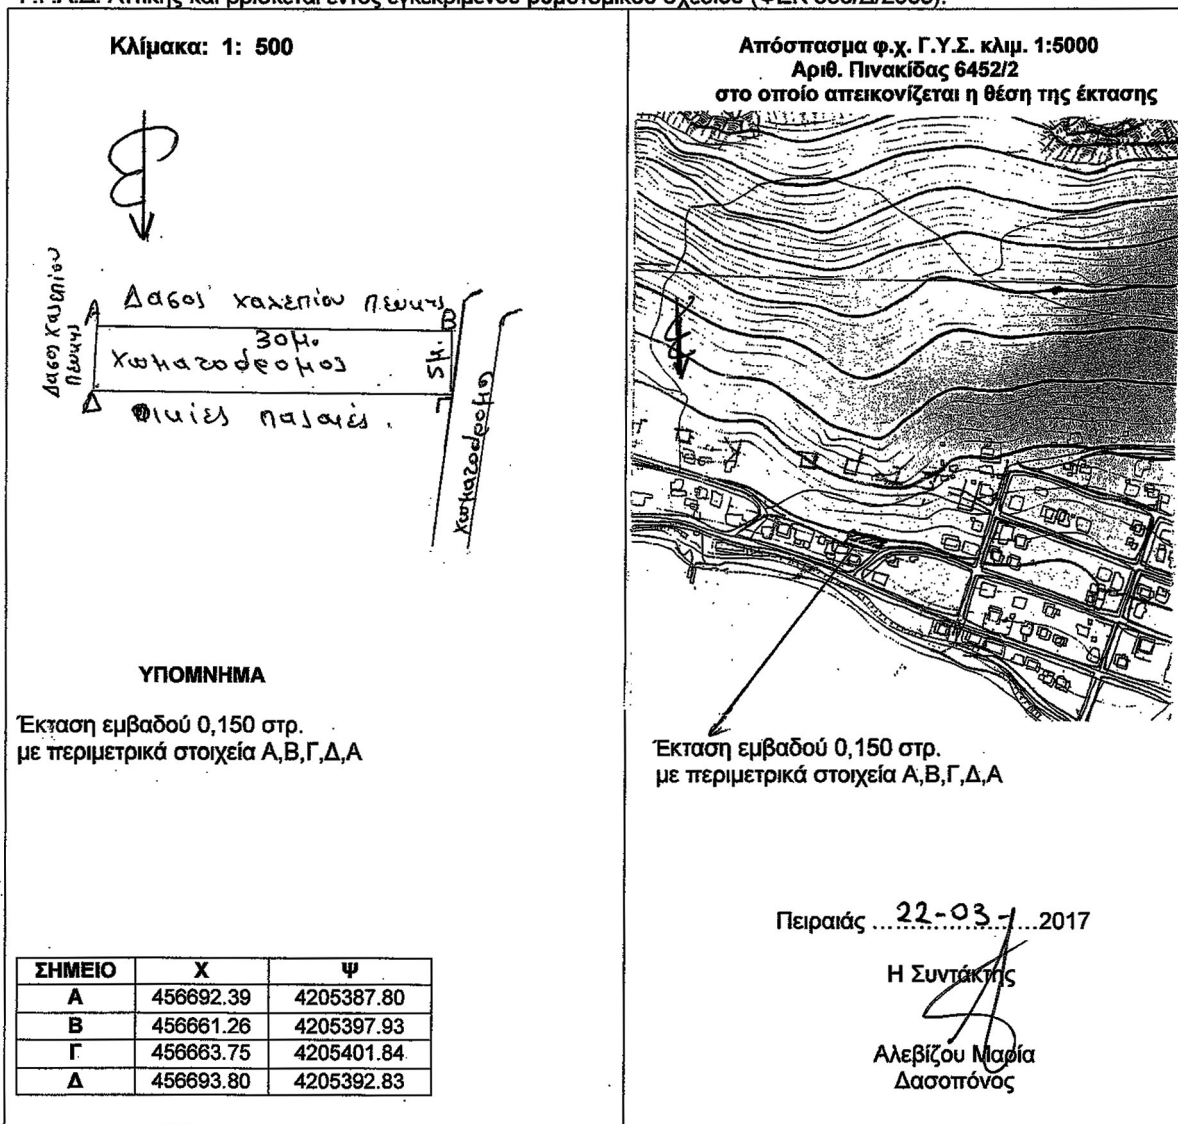 Κλίμακα: 1: 500
Δασος χαλεπίου πευκης
Δασος χαλεπίου
πευκης
Α
Β
30μ.
5μ.
Χωματοδρομος
Δ
Γ
οικίες παλαιές.
χωματοδρομος
ΥΠΟΜΝΗΜΑ
Έκταση εμβαδού 0,150 στρ.
με περιμετρικά στοιχεία Α,Β,Γ,Δ,Α
ΣΗΜΕΙΟ Χ Ψ
Α 456692.39 4205387.80
Β 456661.26 4205397.93
Γ 456663.75 4205401.84
Δ 456693.80 4205392.83
Απόσπασμα φ.χ. Γ.Υ.Σ. κλιμ. 1:5000
Αριθ. Πινακίδας 6452/2
στο οποίο απεικονίζεται η θέση της έκτασης
Έκταση εμβαδού 0,150 στρ.
με περιμετρικά στοιχεία Α,Β,Γ,Δ,Α
Πειραιάς ...22-03-...2017
Η Συντάκτης
Αλεβίζου Μαρία
Δασοπόνος